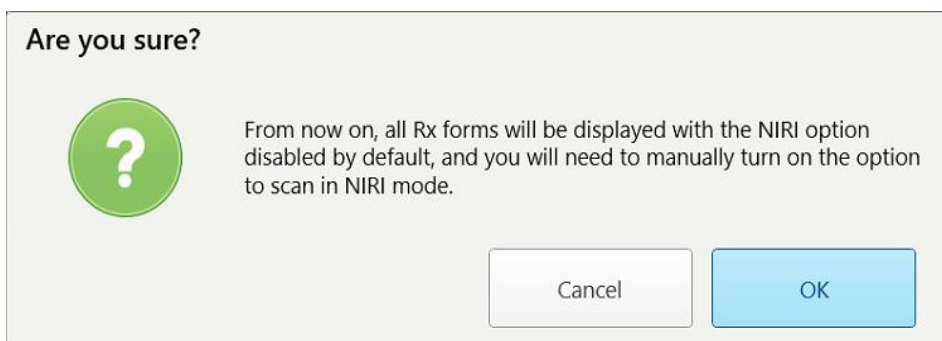 Are you sure?
From now on, all Rx forms will be displayed with the NIRI option
disabled by default, and you will need to manually turn on the option
to scan in NIRI mode.
Cancel
OK